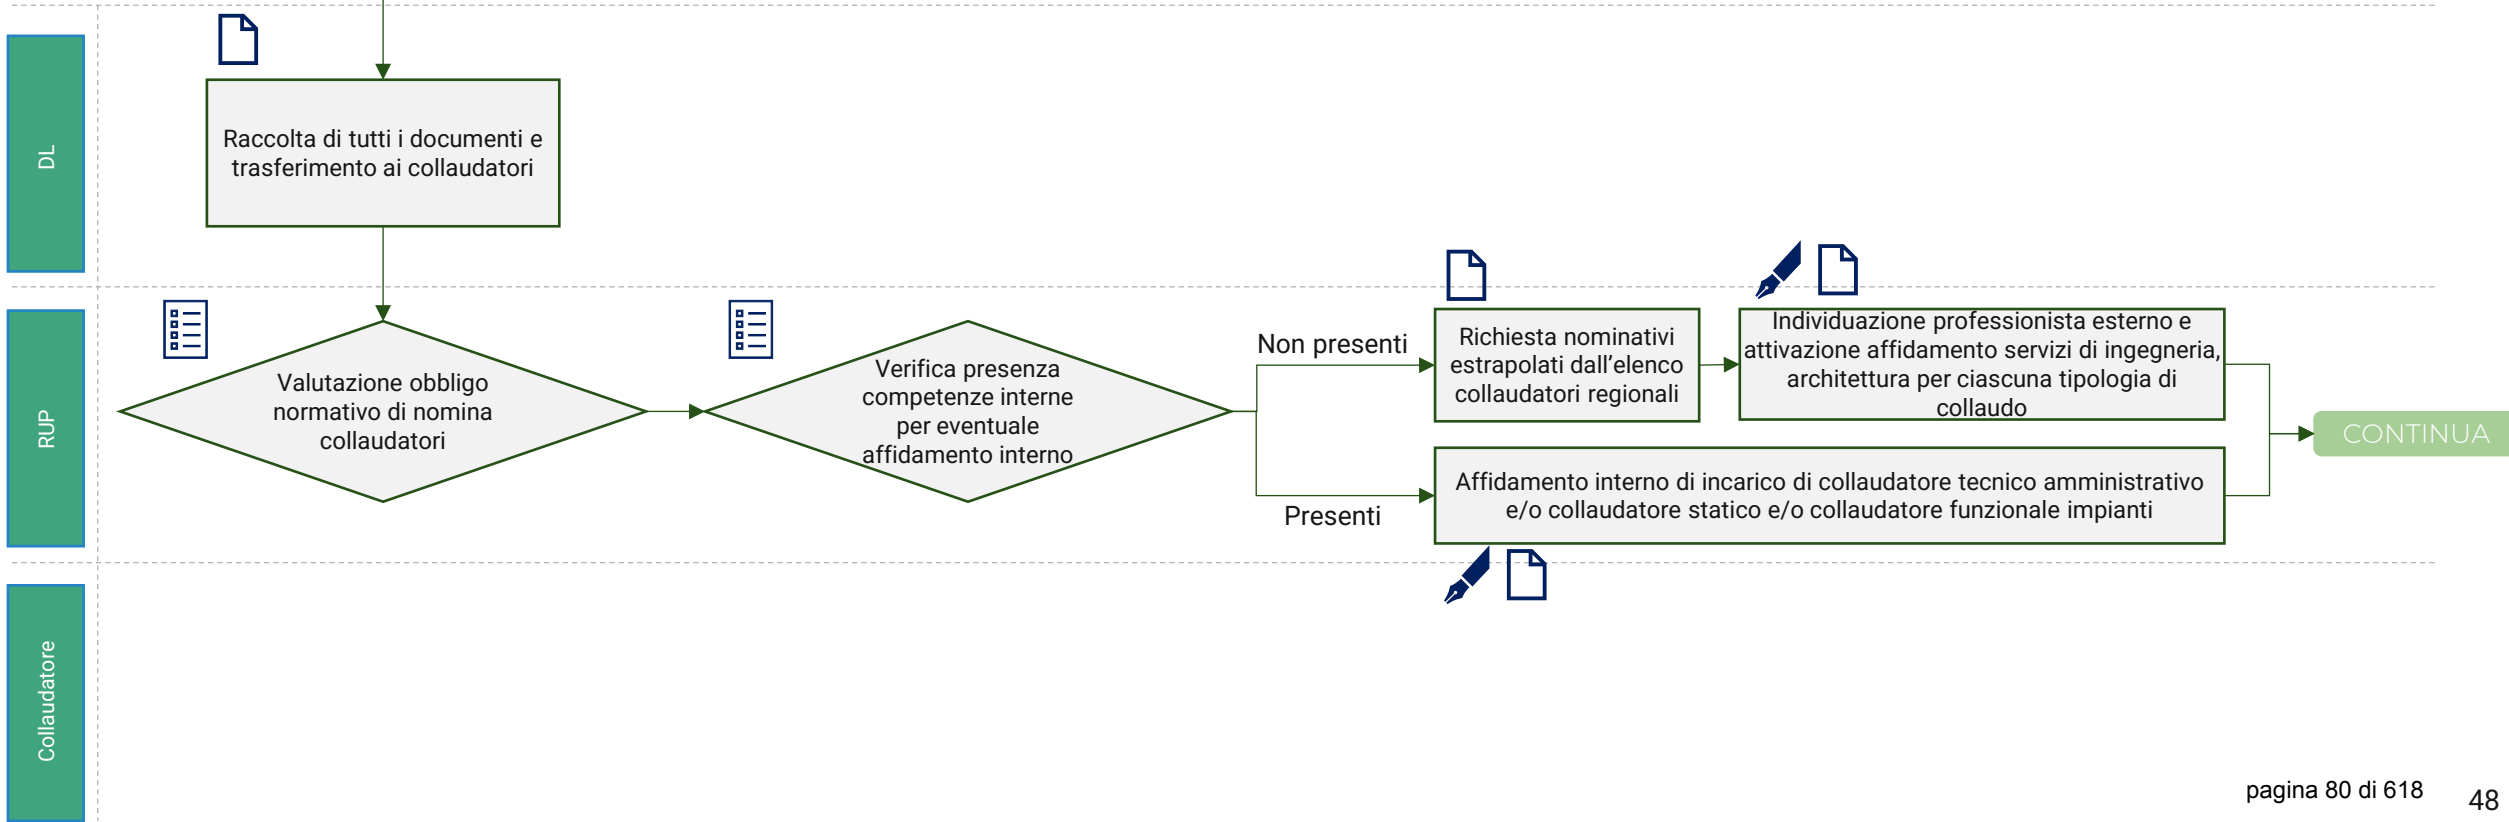 DL
Raccolta di tutti i documenti e
trasferimento ai collaudatori
RUP
Valutazione obbligo
normativo di nomina
collaudatori
Verifica presenza
competenze interne
per eventuale
affidamento interno
Non presenti
Presenti
Richiesta nominativi
estrapolati dall'elenco
collaudatori regionali
Individuazione professionista esterno e
attivazione affidamento servizi di ingegneria,
architettura per ciascuna tipologia di
collaudo
Affidamento interno di incarico di collaudatore tecnico amministrativo
e/o collaudatore statico e/o collaudatore funzionale impianti
CONTINUA
Collaudatore
pagina 80 di 618
48